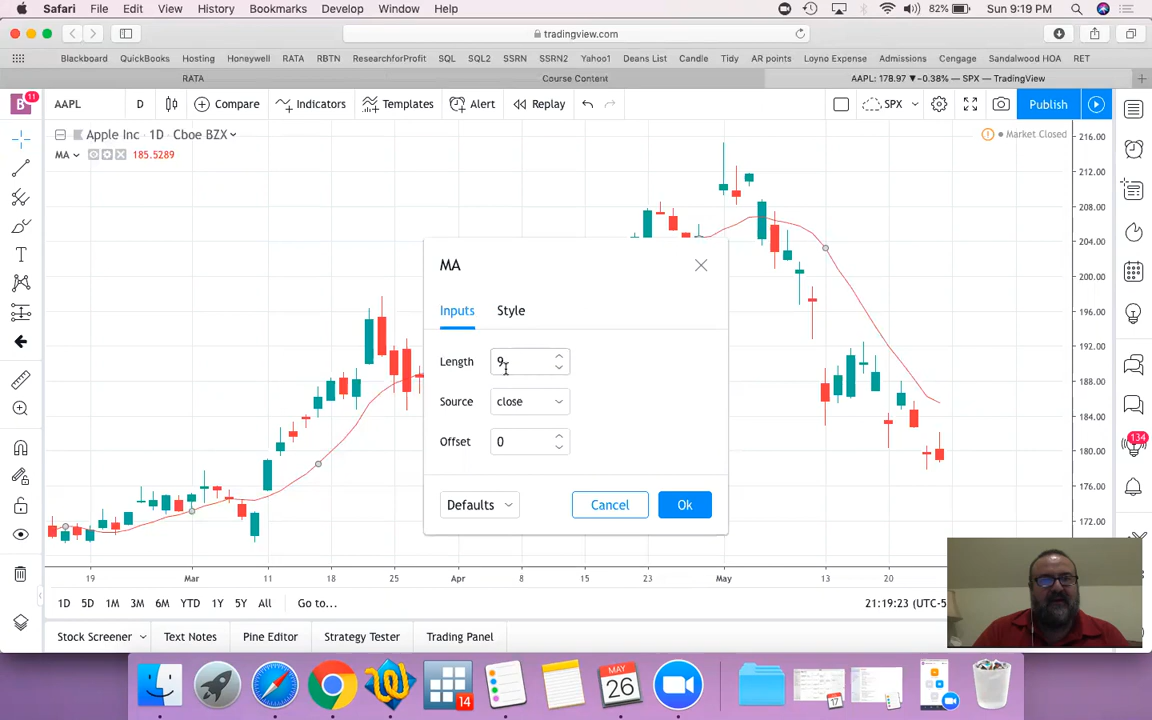 Safari File Edit View History Bookmarks Develop Window Help 82% Sun 9:19 PM
tradingview.com
Blackboard QuickBooks Hosting Honeywell RATA RBTN ResearchforProfit SQL SQL2 SSRN SSRN2 Yahoo1 Deans List Candle Tidy AR points Loyno Expense Admissions Cengage Sandalwood HOA RET
RATA Course Content AAPL: 178.97 ▼-0.38% — SPX — TradingView
B 11 AAPL D Compare Indicators Templates Alert Replay SPX Publish
Apple Inc · 1D · Cboe BZX Market Closed
MA 185.5289
216.00
212.00
208.00
204.00
200.00
196.00
192.00
188.00
184.00
180.00
176.00
172.00
MA
Inputs Style
Length 9
Source close
Offset 0
Defaults Cancel Ok
134
19 Mar 11 18 25 Apr 8 15 23 May 13 20
1D 5D 1M 3M 6M YTD 1Y 5Y All Go to... 21:19:23 (UTC-5
Stock Screener Text Notes Pine Editor Strategy Tester Trading Panel
14
MAY
26
17